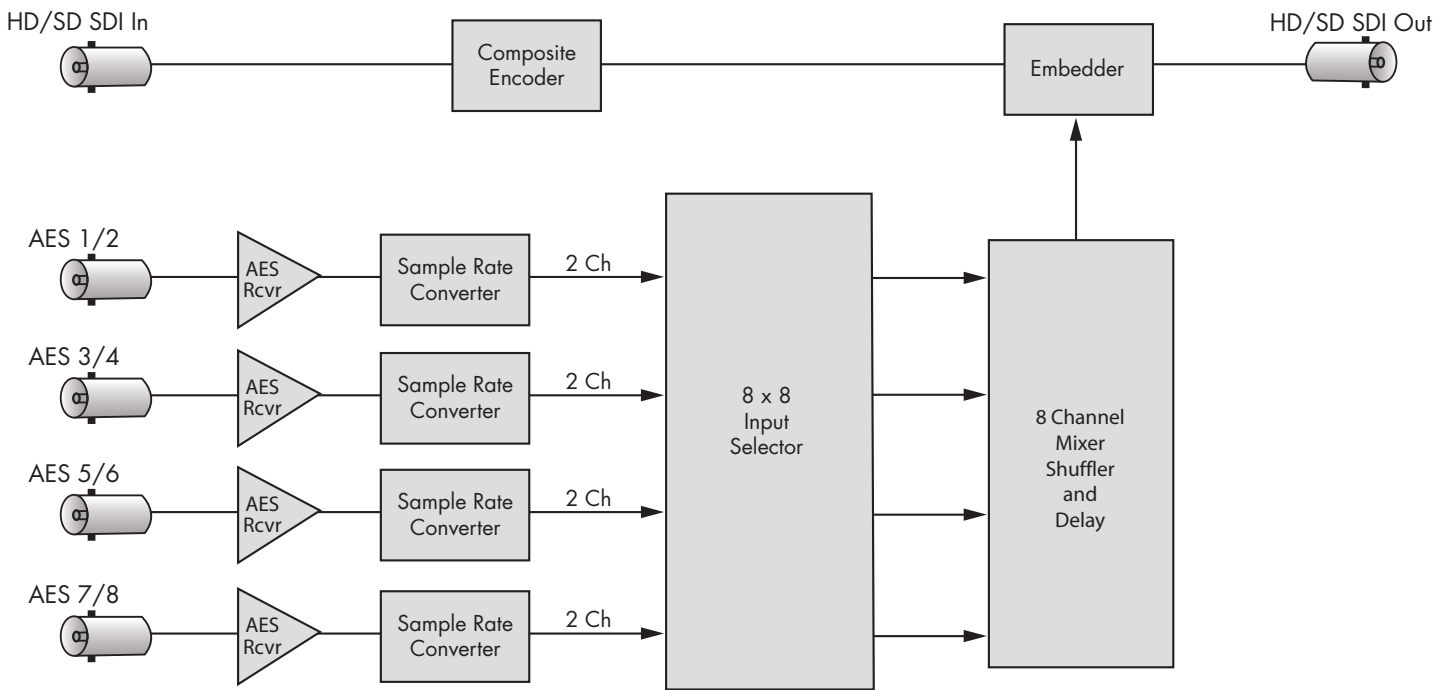 HD/SD SDI In
HD/SD SDI Out
Composite
Encoder
Embedder
AES 1/2
AES
Rcvr
Sample Rate
Converter
2 Ch
AES 3/4
AES
Rcvr
Sample Rate
Converter
2 Ch
AES 5/6
AES
Rcvr
Sample Rate
Converter
2 Ch
AES 7/8
AES
Rcvr
Sample Rate
Converter
2 Ch
8 x 8
Input
Selector
8 Channel
Mixer
Shuffler
and
Delay